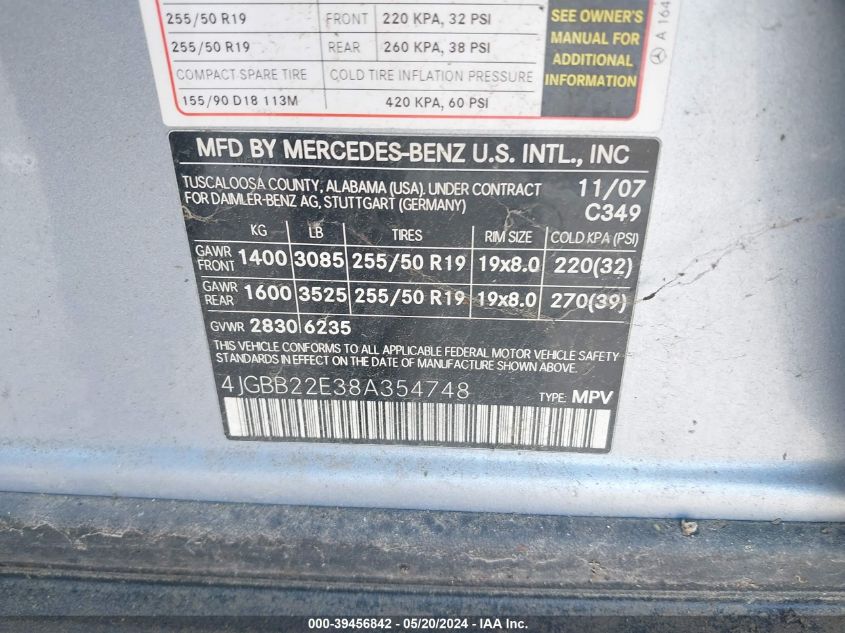 255/50 R19 FRONT 220 KPA, 32 PSI
255/50 R19 REAR 260 KPA, 38 PSI
COMPACT SPARE TIRE COLD TIRE INFLATION PRESSURE
155/90 D18 113M 420 KPA, 60 PSI
SEE OWNER'S
MANUAL FOR
ADDITIONAL
INFORMATION
A 164
MFD BY MERCEDES-BENZ U.S. INTL., INC
TUSCALOOSA COUNTY, ALABAMA (USA). UNDER CONTRACT 11/07
FOR DAIMLER-BENZ AG, STUTTGART (GERMANY) C349
KG LB TIRES RIM SIZE COLD KPA (PSI)
GAWR FRONT 1400 3085 255/50 R19 19x8.0 220(32)
GAWR REAR 1600 3525 255/50 R19 19x8.0 270(39)
GVWR 2830 6235
THIS VEHICLE CONFORMS TO ALL APPLICABLE FEDERAL MOTOR VEHICLE SAFETY
STANDARDS IN EFFECT ON THE DATE OF MANUFACTURE SHOWN ABOVE.
4JGBB22E38A354748 TYPE: MPV
000-39456842 - 05/20/2024 - IAAI.com